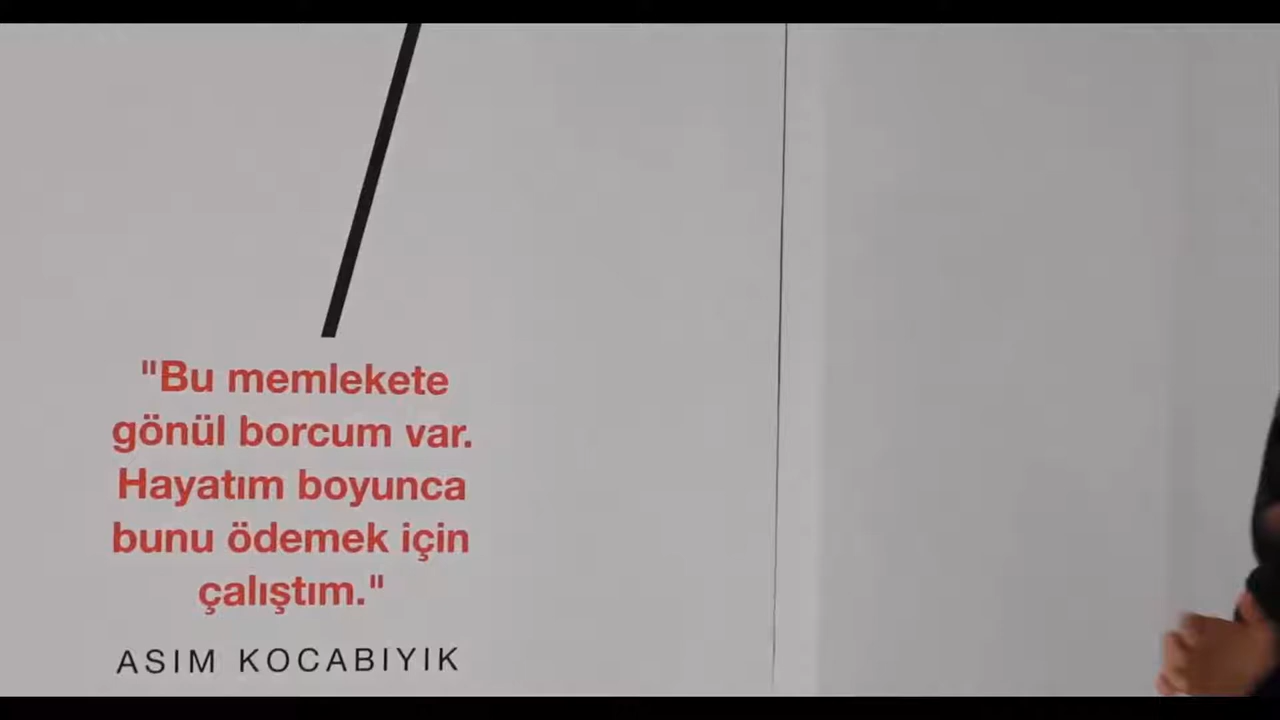 "Bu memlekete
gönül borcum var.
Hayatım boyunca
bunu ödemek için
çalıştım."
ASIM KOCABIYIK